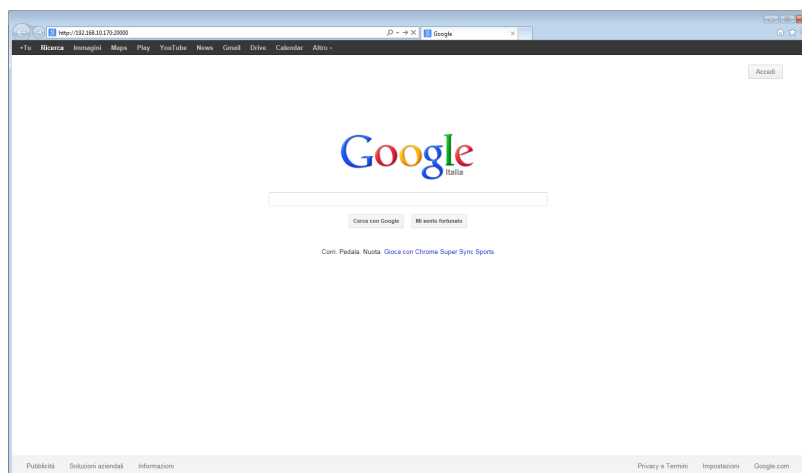 http://192.168.10.170:20000
Google
+Tu Ricerca Immagini Maps Play YouTube News Gmail Drive Calendar Altro
Accedi
Google
Italia
Cerca con Google Mi sento fortunato
Corri. Pedala. Nuota. Gioca con Chrome Super Sync Sports
Pubblicità Soluzioni aziendali Informazioni Privacy e Termini Impostazioni Google.com